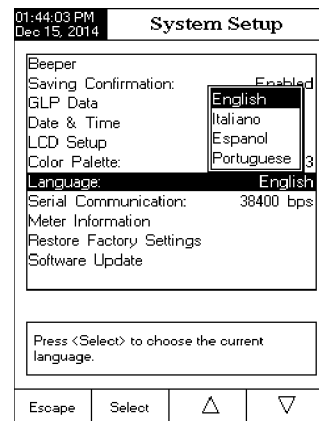 01:44:03 PM
Dec 15, 2014
System Setup
Beeper
Saving Confirmation: Enabled
GLP Data
Date & Time
LCD Setup
Color Palette: 3
Language: English
Serial Communication: 38400 bps
Meter Information
Restore Factory Settings
Software Update
English
Italiano
Espanol
Portuguese
Press <Select> to choose the current
language.
Escape Select △ ▽